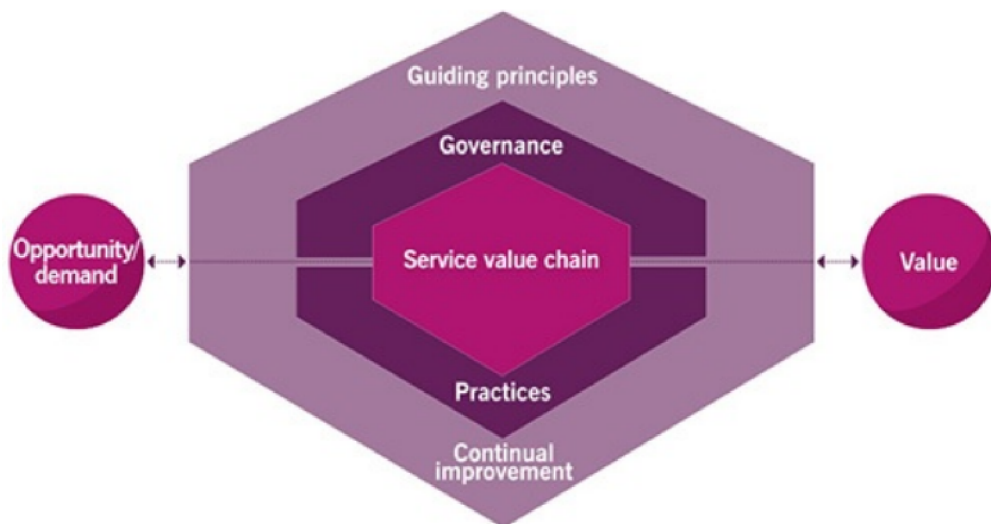 Guiding principles
Governance
Opportunity/
demand
Service value chain
Value
Practices
Continual
improvement